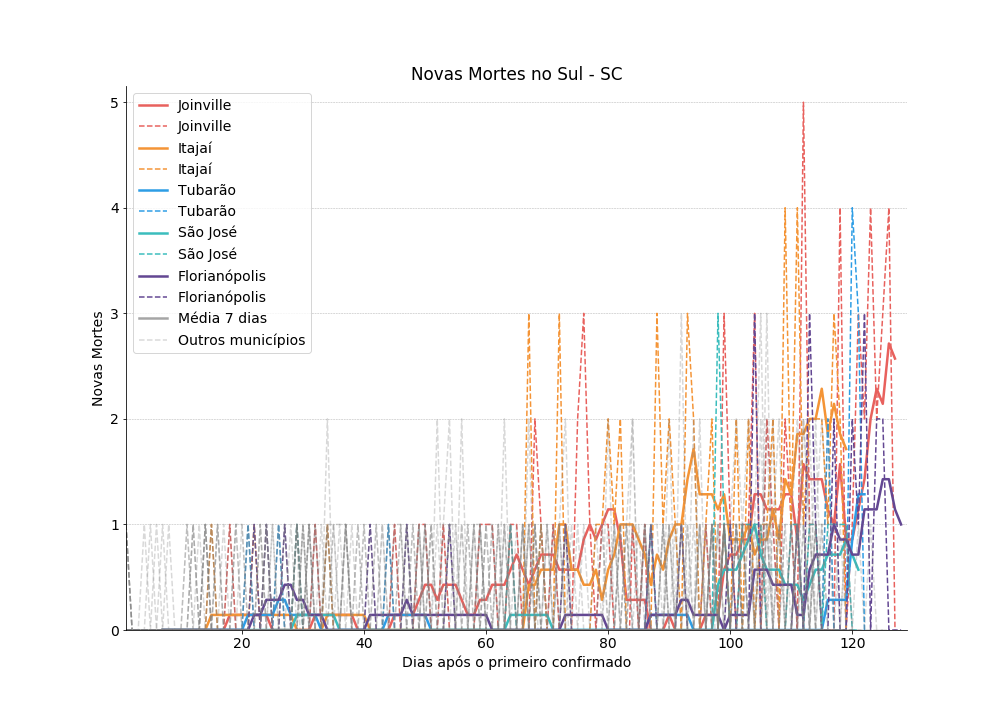 Novas Mortes no Sul - SC
Joinville
Joinville
Itajaí
Itajaí
Tubarão
Tubarão
São José
São José
Florianópolis
Florianópolis
Média 7 dias
Outros municípios
Novas Mortes
5
4
3
2
1
0
20 40 60 80 100 120
Dias após o primeiro confirmado